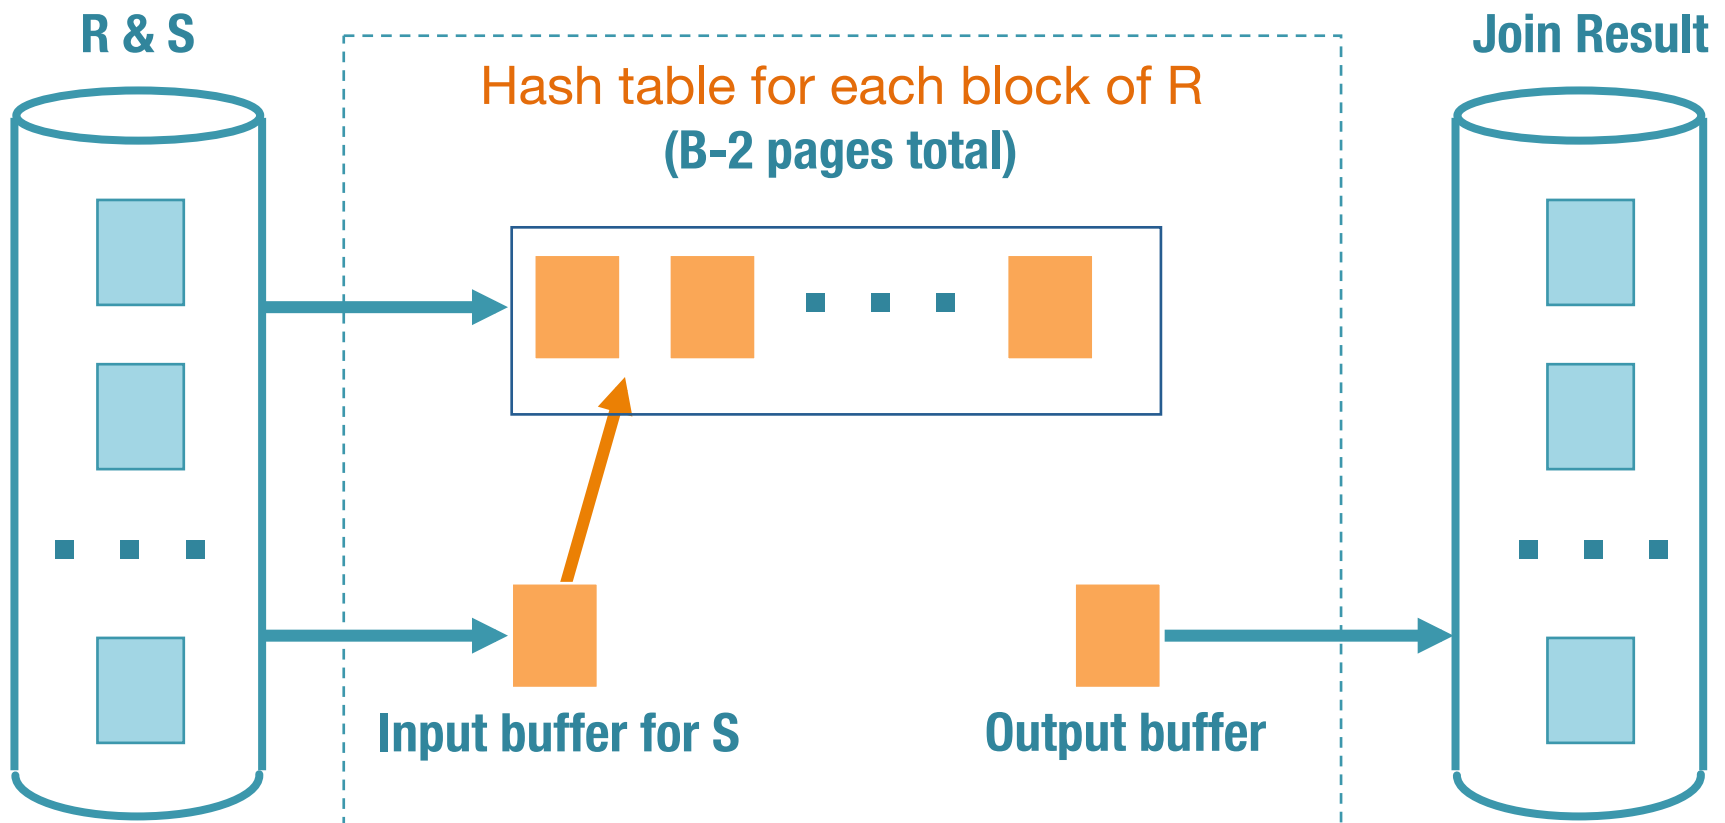 R & S
Join Result
Hash table for each block of R
(B-2 pages total)
Input buffer for S
Output buffer